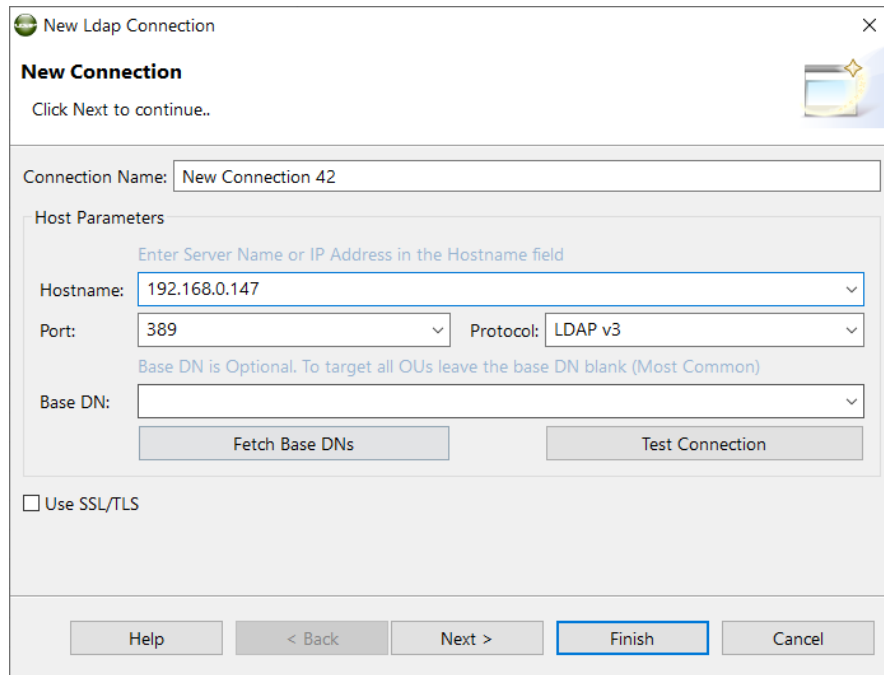 New Ldap Connection
New Connection
Click Next to continue..
Connection Name: New Connection 42
Host Parameters
Enter Server Name or IP Address in the Hostname field
Hostname: 192.168.0.147
Port: 389 Protocol: LDAP v3
Base DN is Optional. To target all OUs leave the base DN blank (Most Common)
Base DN:
Fetch Base DNs Test Connection
Use SSL/TLS
Help < Back Next > Finish Cancel